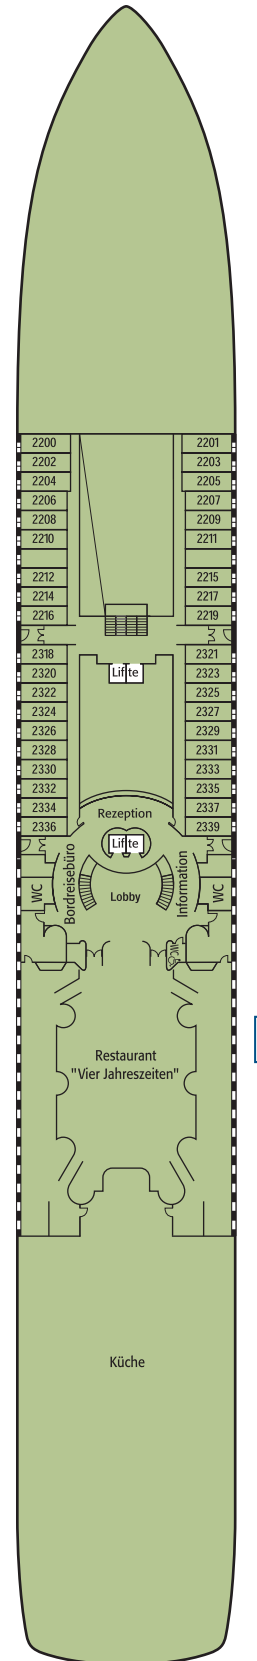 2200 2201
2202 2203
2204 2205
2206 2207
2208 2209
2210 2211
2212 2215
2214 2217
2216 2219
2318 2321
2320 Lifte 2323
2322 2325
2324 2327
2326 2329
2328 2331
2330 2333
2332 2335
2334 Rezeption 2337
2336 2339
Lifte
Bordreisebüro
Information
WC Lobby WC
WC
Restaurant
"Vier Jahreszeiten"
Küche